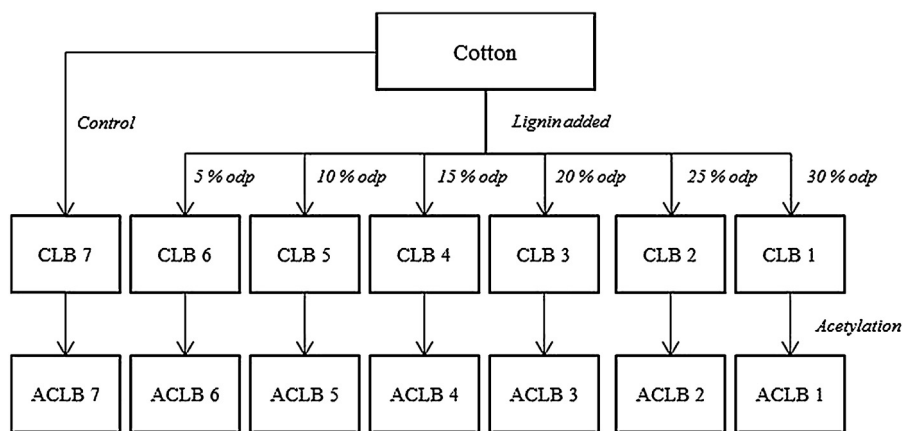 Cotton
Control
Lignin added
5 % odp 10 % odp 15 % odp 20 % odp 25 % odp 30 % odp
CLB 7 CLB 6 CLB 5 CLB 4 CLB 3 CLB 2 CLB 1
Acetylation
ACLB 7 ACLB 6 ACLB 5 ACLB 4 ACLB 3 ACLB 2 ACLB 1